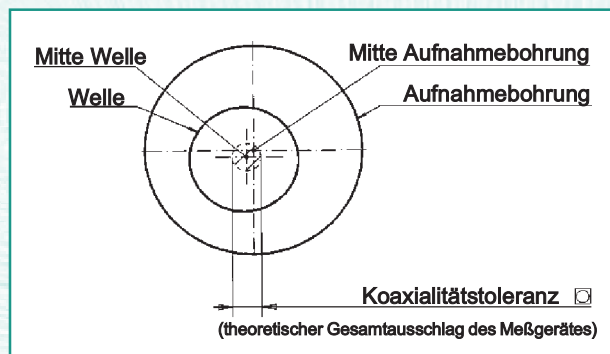 Mitte Welle
Mitte Aufnahmebohrung
Welle
Aufnahmebohrung
Koaxialitätstoleranz
(theoretischer Gesamtausschlag des Meßgerätes)